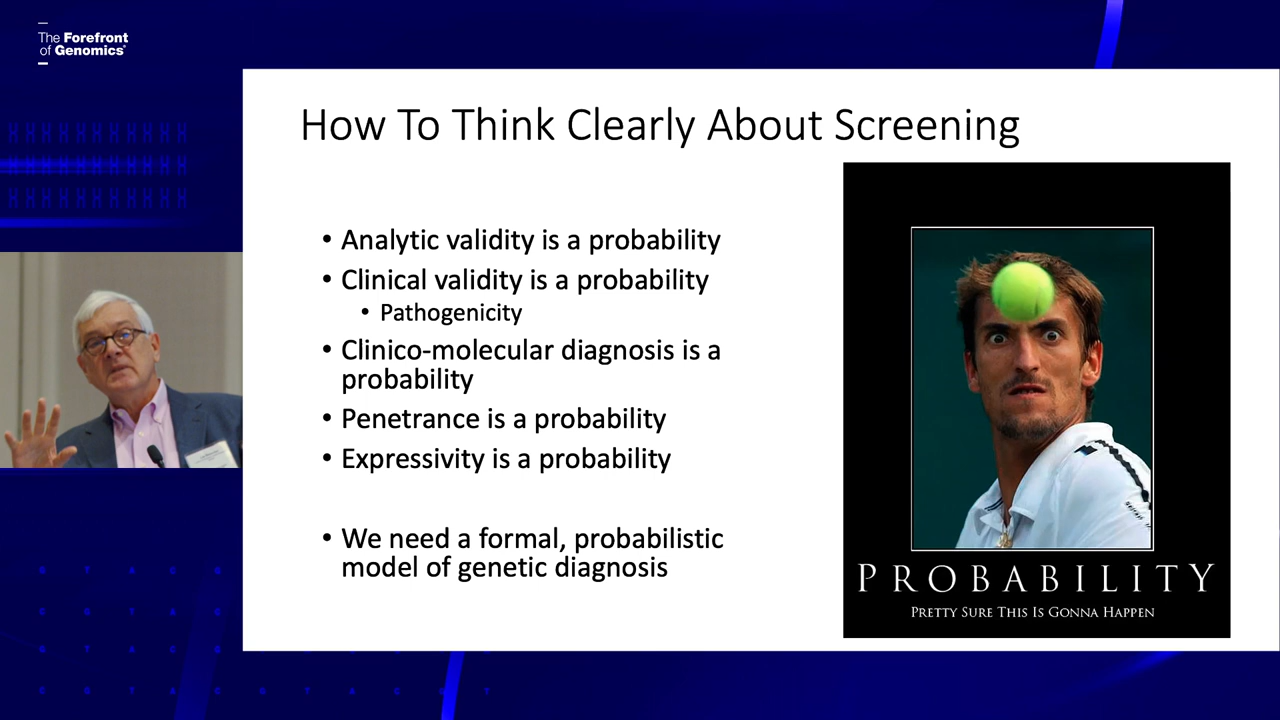 The Forefront
of Genomics®
How To Think Clearly About Screening
• Analytic validity is a probability
• Clinical validity is a probability
• Pathogenicity
• Clinico-molecular diagnosis is a
probability
• Penetrance is a probability
• Expressivity is a probability
• We need a formal, probabilistic
model of genetic diagnosis
PROBABILITY
PRETTY SURE THIS IS GONNA HAPPEN